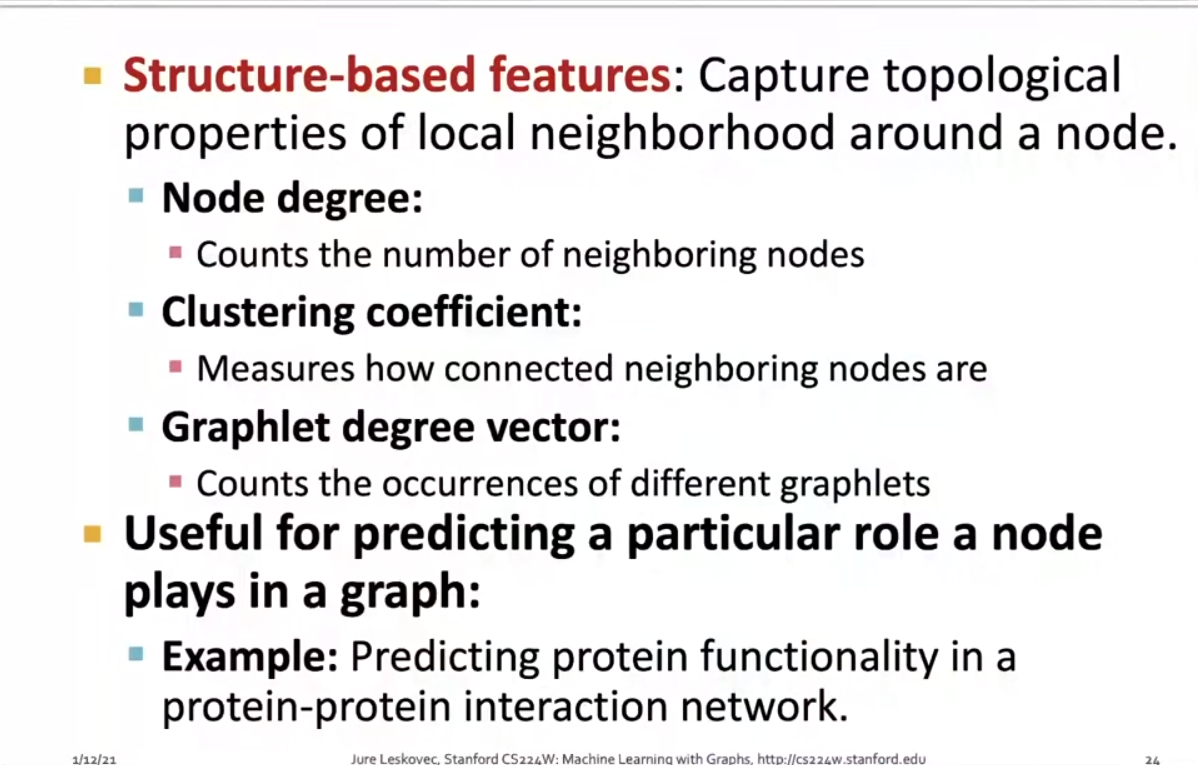 Structure-based features: Capture topological
properties of local neighborhood around a node.
Node degree:
Counts the number of neighboring nodes
Clustering coefficient:
Measures how connected neighboring nodes are
Graphlet degree vector:
Counts the occurrences of different graphlets
Useful for predicting a particular role a node
plays in a graph:
Example: Predicting protein functionality in a
protein-protein interaction network.
1/12/21 Jure Leskovec, Stanford CS224W: Machine Learning with Graphs, http://cs224w.stanford.edu 24